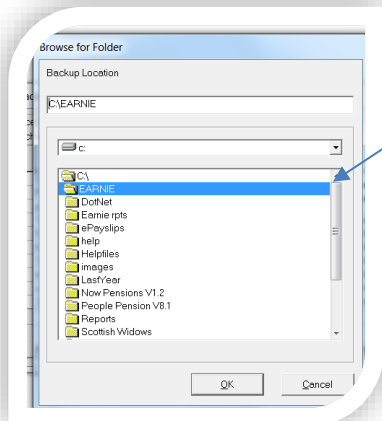 Browse for Folder
Backup Location
C:\EARNIE
c:
C:\
EARNIE
DotNet
Earnie rpts
ePayslips
help
Helpfiles
images
LastYear
Now Pensions V1.2
People Pension V8.1
Reports
Scottish Widows
OK
Cancel